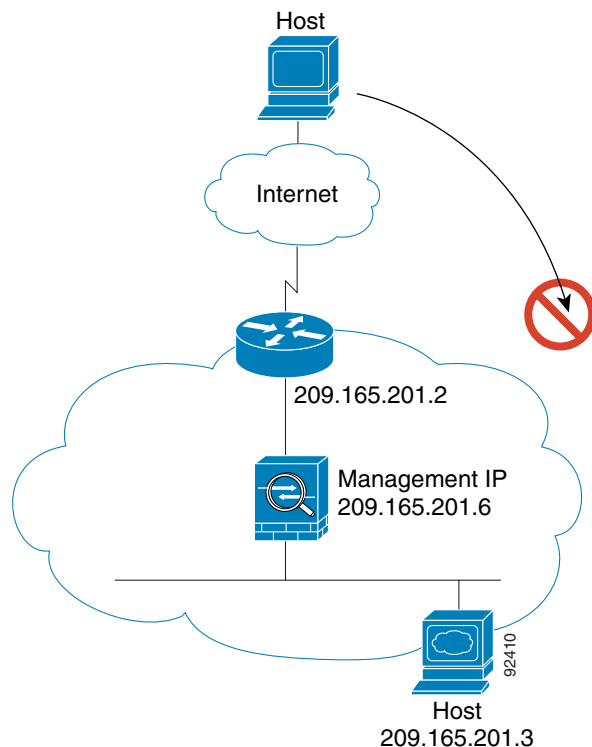 Host
Internet
209.165.201.2
Management IP
209.165.201.6
92410
Host
209.165.201.3